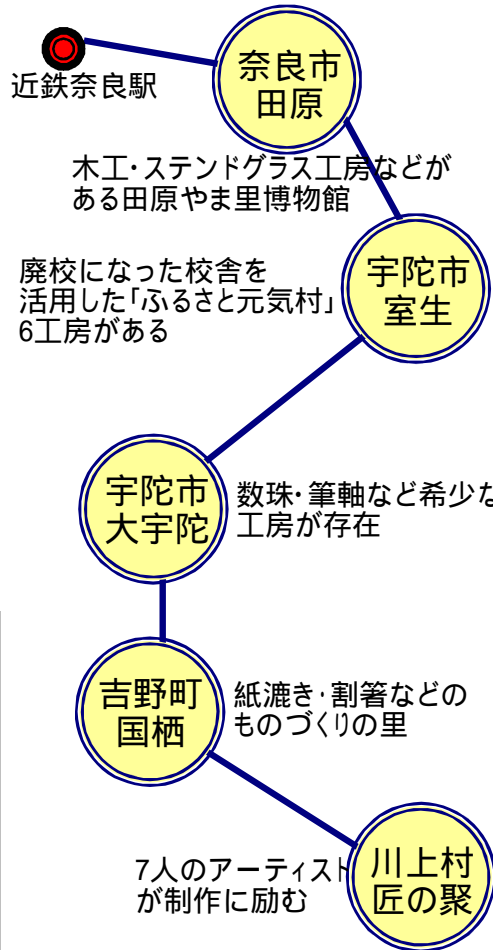 近鉄奈良駅
奈良市
田原
木工・ステンドグラス工房などが
ある田原やま里博物館
宇陀市
室生
廃校になった校舎を
活用した「ふるさと元気村」
6工房がある
宇陀市
大宇陀
数珠・筆軸など希少な
工房が存在
吉野町
国栖
紙漉き・割箸などの
ものづくりの里
川上村
匠の聚
7人のアーティスト
が制作に励む